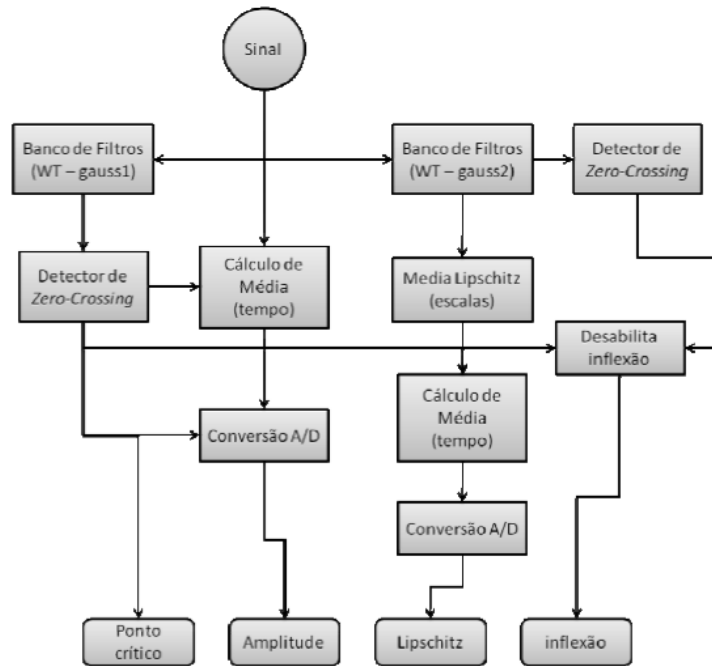 Sinal
Banco de Filtros
(WT – gauss1)
Banco de Filtros
(WT – gauss2)
Detector de
Zero-Crossing
Detector de
Zero-Crossing
Cálculo de
Média
(tempo)
Media Lipschitz
(escalas)
Desabilita
inflexão
Cálculo de
Média
(tempo)
Conversão A/D
Conversão A/D
Ponto
crítico
Amplitude
Lipschitz
inflexão